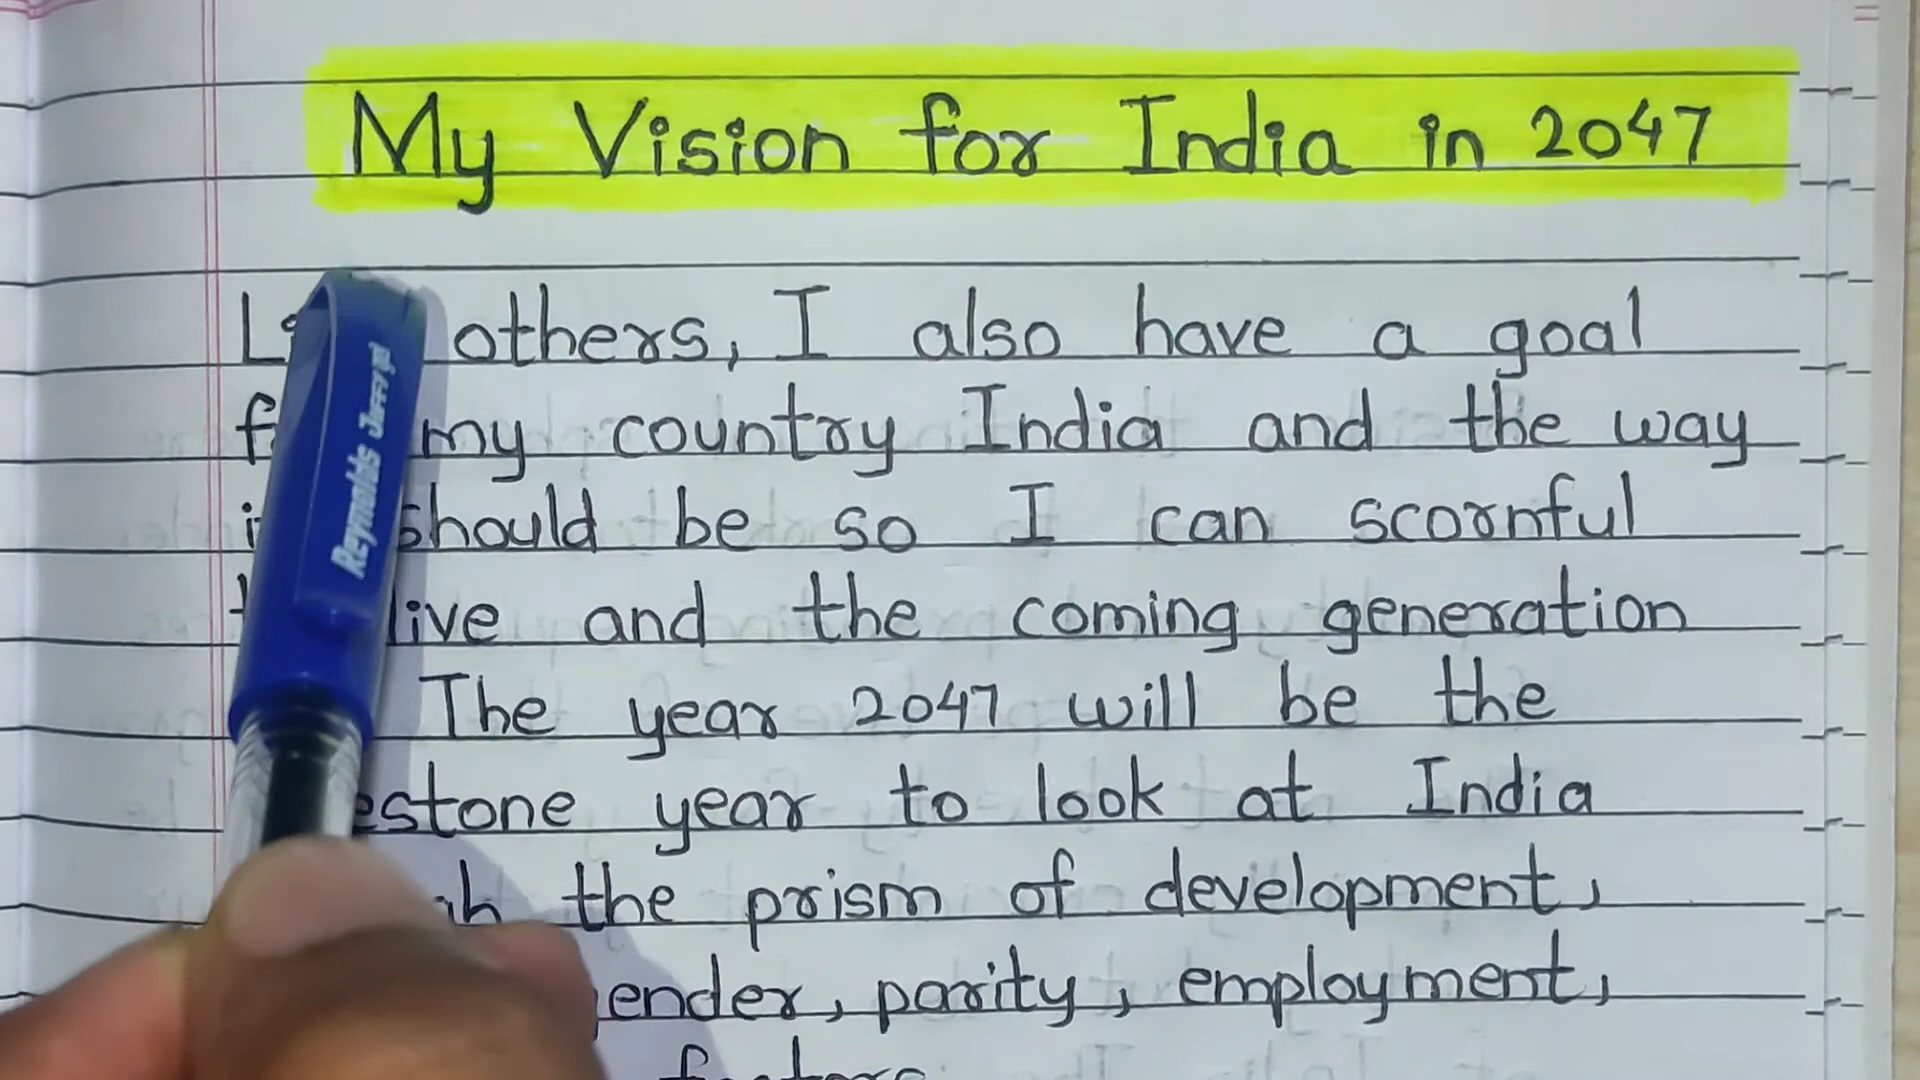 My Vision for India in 2047
others, I also have a goal
my country India and the way
should be so I can scornful
live and the coming generation
The year 2047 will be the
estone year to look at India
the prism of development,
ender, parity, employment,
Reynolds